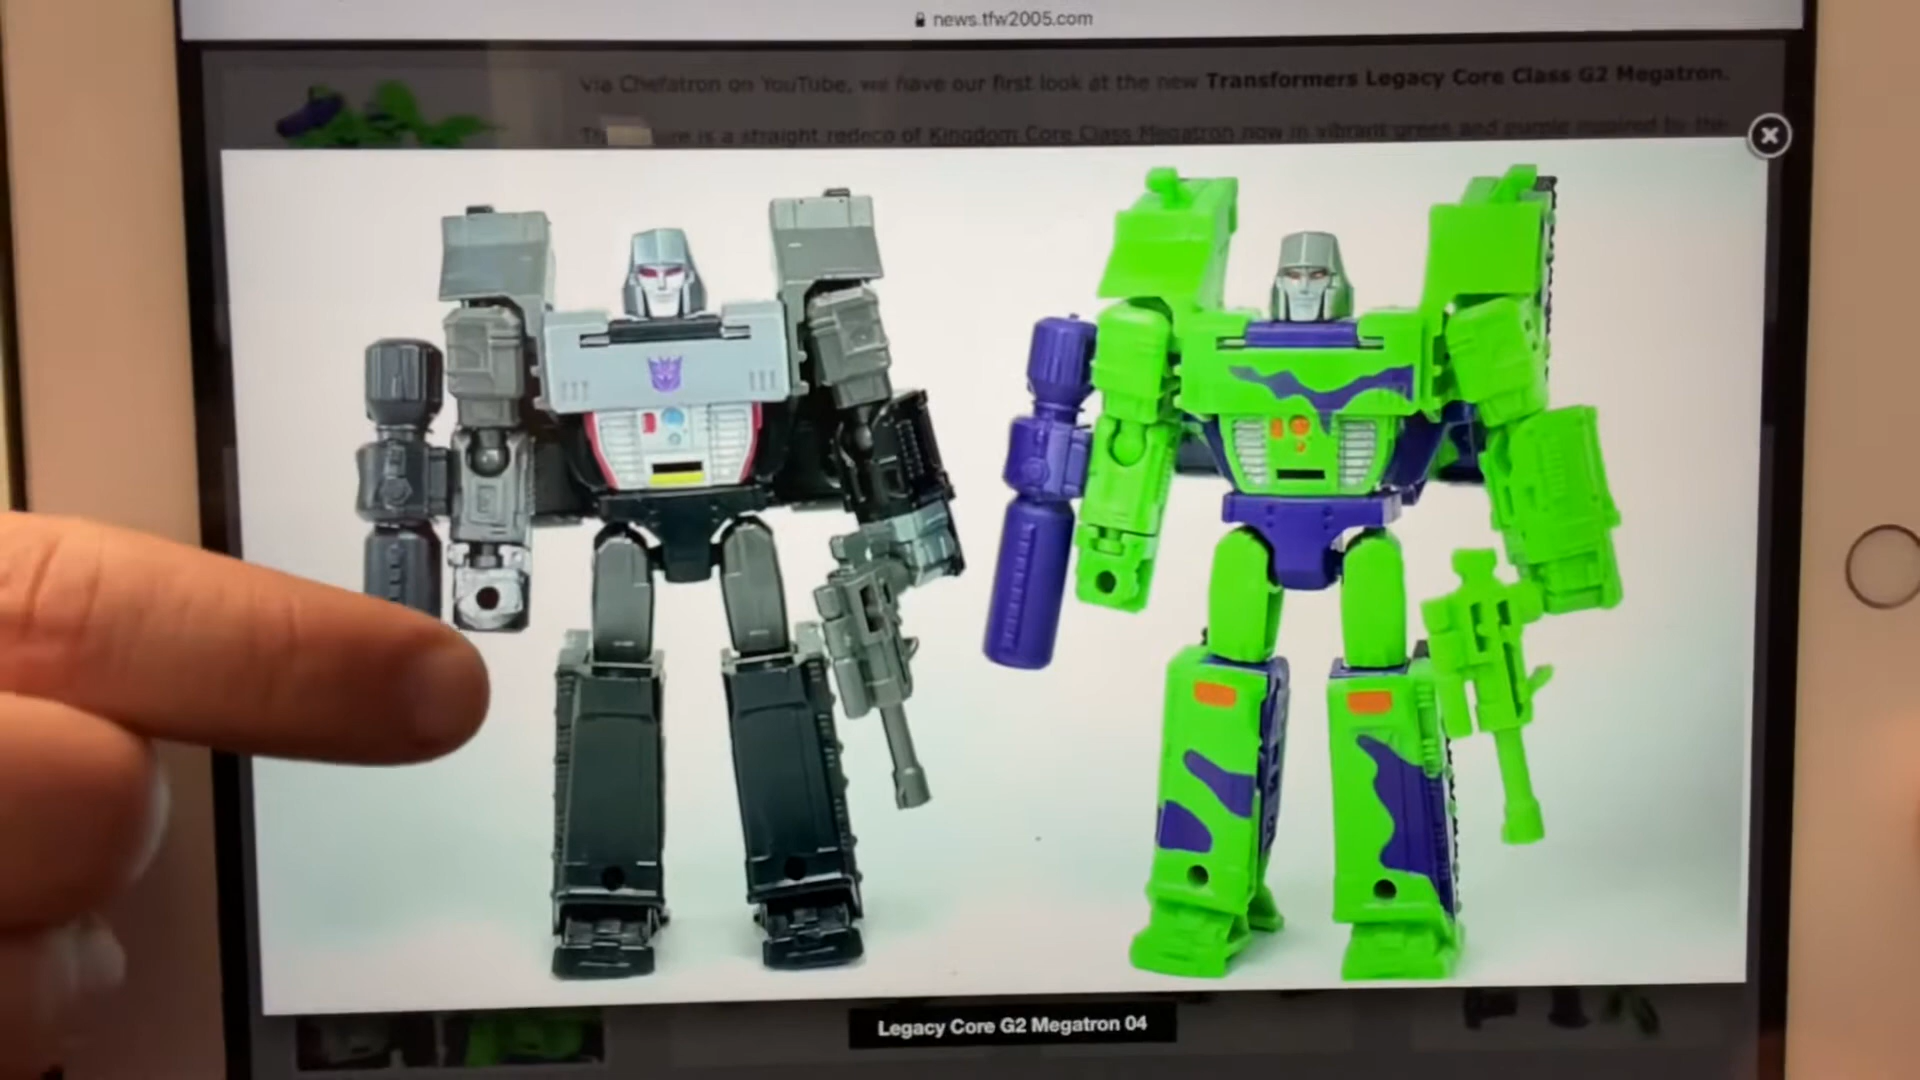 news.tfw2005.com
Via Chefatron on YouTube, we have our first look at the new Transformers Legacy Core Class G2 Megatron.
is a straight redeco of Kingdom Core Class Megatron now in vibrant green and purple inspired by the
Legacy Core G2 Megatron 04